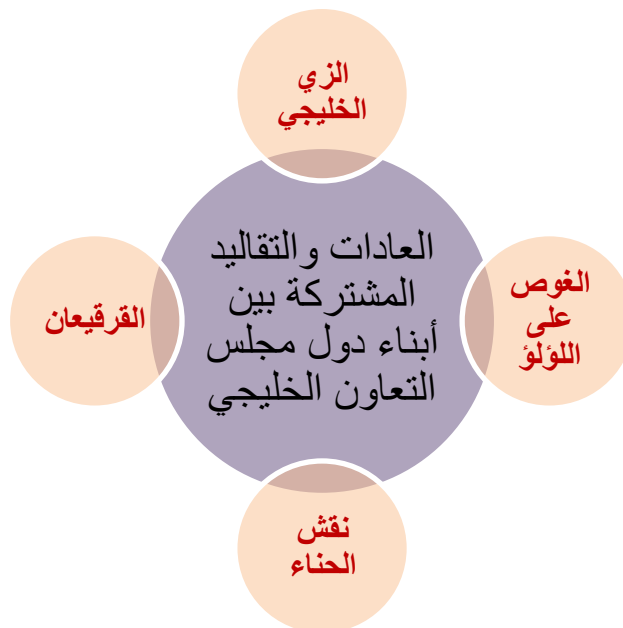 الزي
الخليجي
العادات والتقاليد
المشتركة بين
أبناء دول مجلس
التعاون الخليجي
الغوص
على
اللؤلؤ
القرقيعان
نقش
الحناء